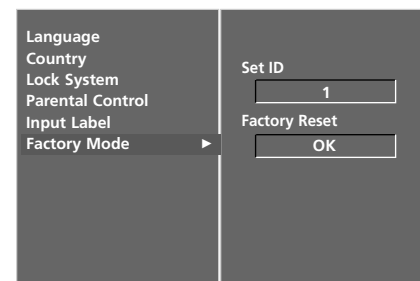 Language
Country
Lock System
Parental Control
Input Label
Factory Mode ►
Set ID
1
Factory Reset
OK